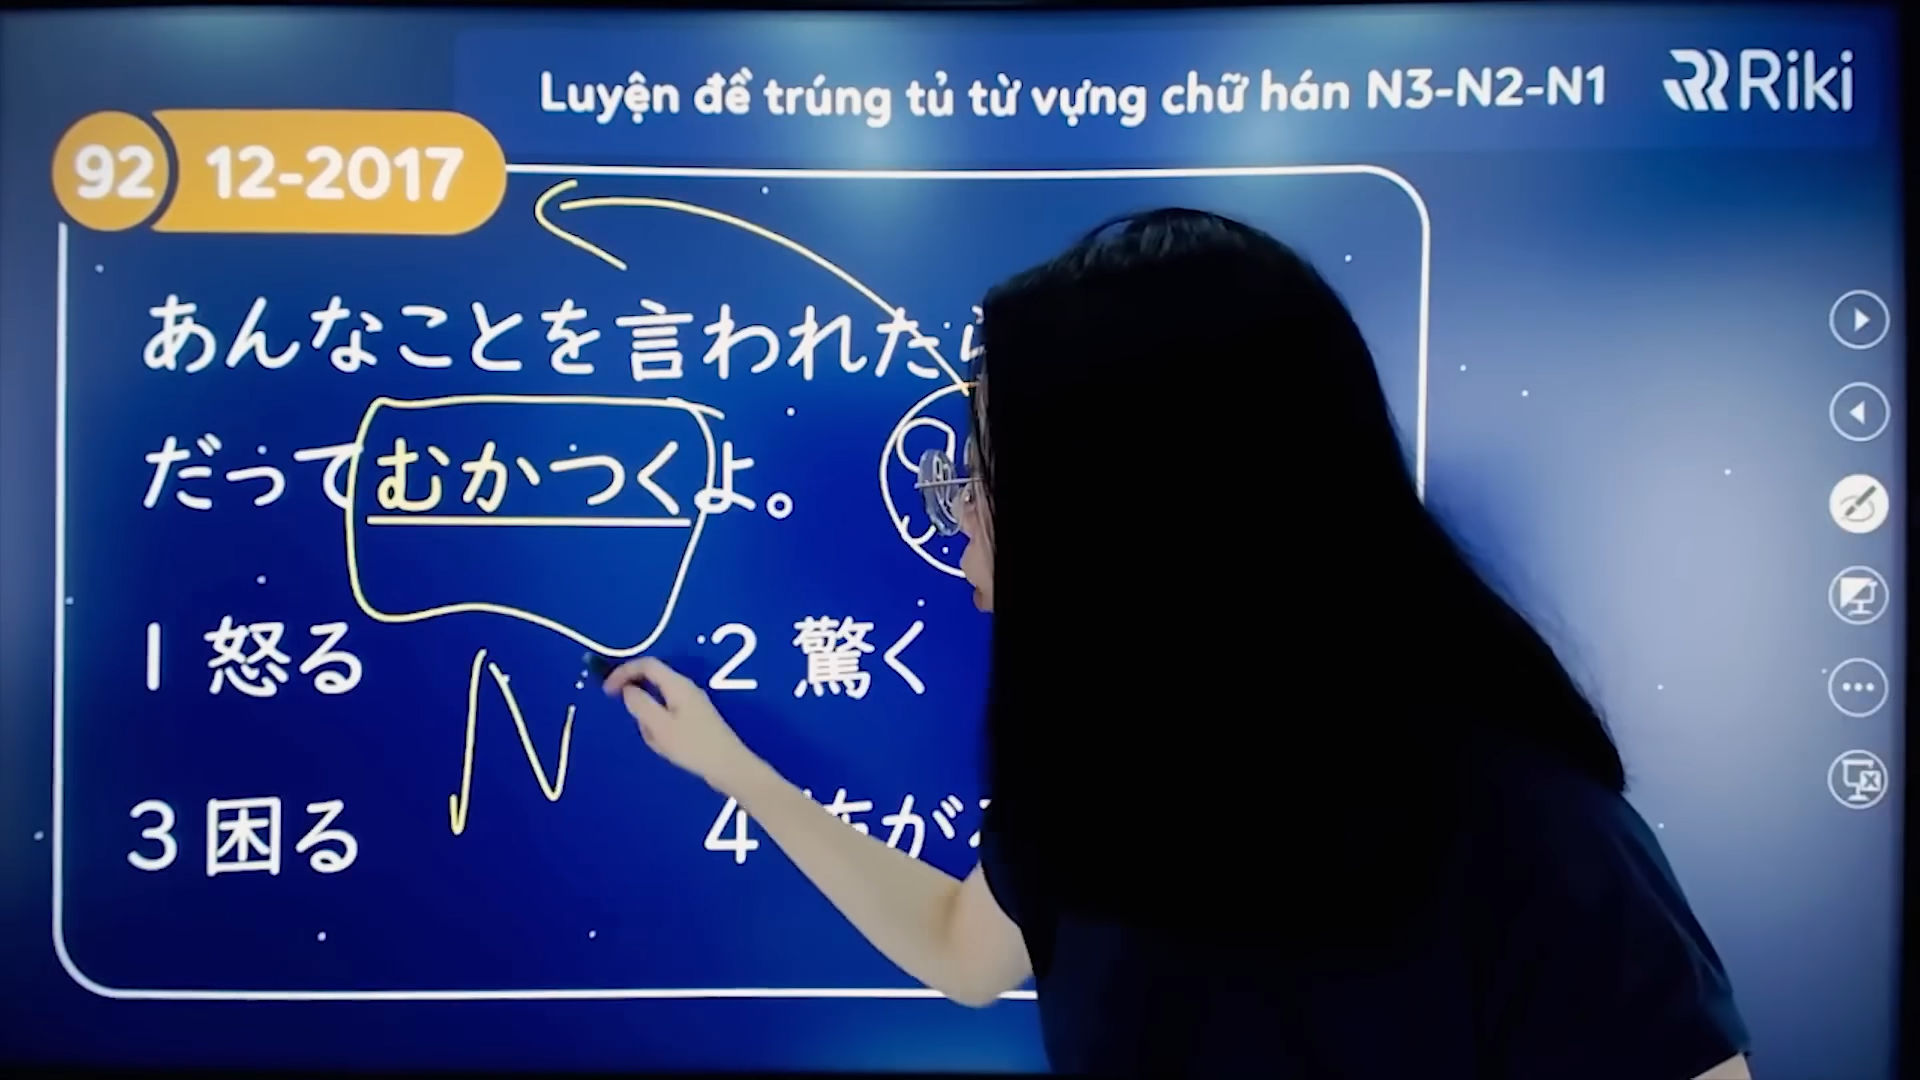 Luyện đề trúng tủ từ vựng chữ hán N3-N2-N1
Riki
92 12-2017
あんなことを言われたら
だってむかつくよ。
1 怒る
2 驚く
N
3 困る
4 がる